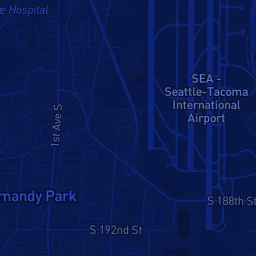 Hospital
SEA -
Seattle-Tacoma
International
Airport
1st Ave S
mandy Park
S 188th St
S 192nd St